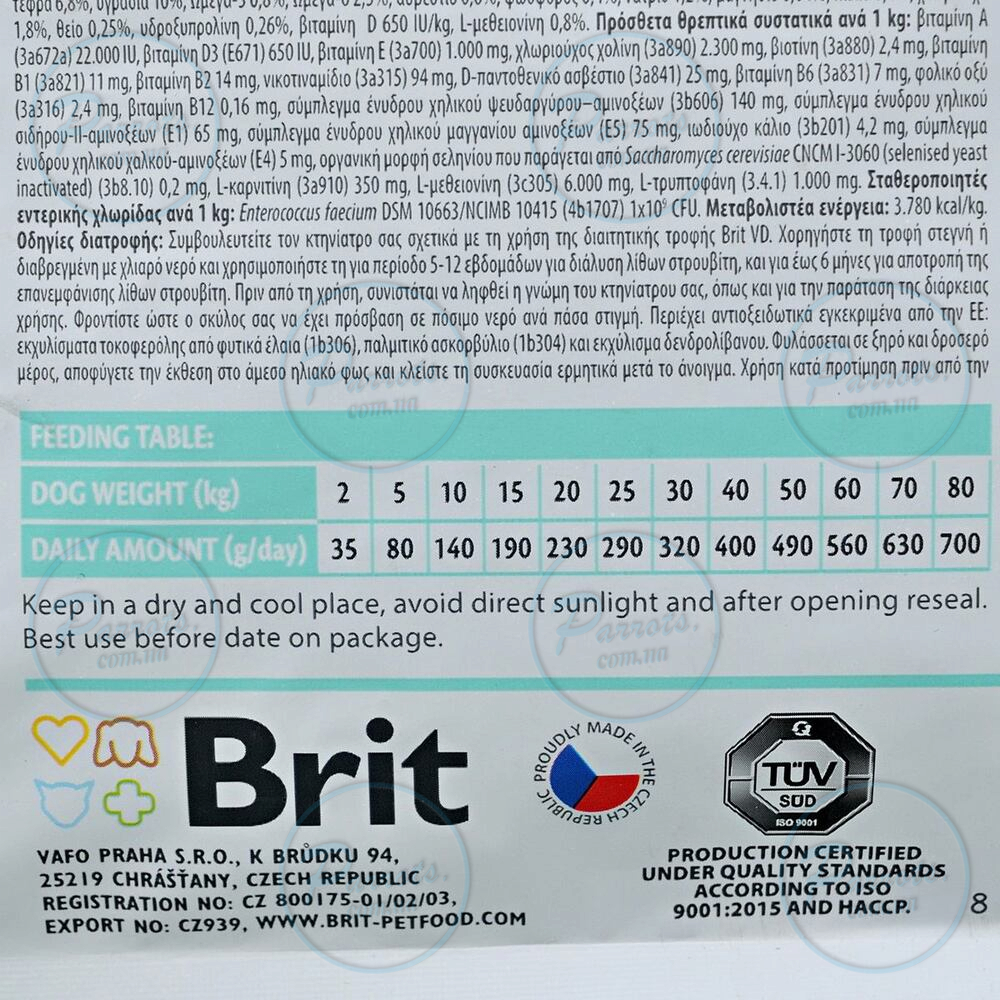 1,8%, θείο 0,25%, υδροξυπρολίνη 0,26%, βιταμίνη D 650 IU/kg, L-μεθειονίνη 0,8%. Πρόσθετα θρεπτικά συστατικά ανά 1 kg: βιταμίνη A
(3a672a) 22.000 IU, βιταμίνη D3 (E671) 650 IU, βιταμίνη E (3a700) 1.000 mg, χλωριούχος χολίνη (3a890) 2.300 mg, βιοτίνη (3a880) 2,4 mg, βιταμίνη
B1 (3a821) 11 mg, βιταμίνη B2 14 mg, νικοτιναμίδιο (3a315) 94 mg, D-παντοθενικό ασβέστιο (3a841) 25 mg, βιταμίνη B6 (3a831) 7 mg, φολικό οξύ
(3a316) 2,4 mg, βιταμίνη B12 0,16 mg, σύμπλεγμα ένυδρου χηλικού ψευδαργύρου–αμινοξέων (3b606) 140 mg, σύμπλεγμα ένυδρου χηλικού
σιδήρου-ΙΙ-αμινοξέων (E1) 65 mg, σύμπλεγμα ένυδρου χηλικού μαγγανίου αμινοξέων (E5) 75 mg, ιωδιούχο κάλιο (3b201) 4,2 mg, σύμπλεγμα
ένυδρου χηλικού χαλκού-αμινοξέων (E4) 5 mg, οργανική μορφή σεληνίου που παράγεται από Saccharomyces cerevisiae CNCM I-3060 (selenised yeast
inactivated) (3b8.10) 0,2 mg, L-καρνιτίνη (3a910) 350 mg, L-μεθειονίνη (3c305) 6.000 mg, L-τρυπτοφάνη (3.4.1) 1.000 mg. Σταθεροποιητές
εντερικής χλωρίδας ανά 1 kg: Enterococcus faecium DSM 10663/NCIMB 10415 (4b1707) 1x10⁹ CFU. Μεταβολιστέα ενέργεια: 3.780 kcal/kg.
Οδηγίες διατροφής: Συμβουλευτείτε τον κτηνίατρο σας σχετικά με τη χρήση της διαιτητικής τροφής Brit VD. Χορηγήστε τη τροφή στεγνή ή
διαβρεγμένη με χλιαρό νερό και χρησιμοποιήστε τη για περίοδο 5-12 εβδομάδων για διάλυση λίθων στρουβίτη, και για έως 6 μήνες για αποτροπή της
επανεμφάνισης λίθων στρουβίτη. Πριν από τη χρήση, συνιστάται να ληφθεί η γνώμη του κτηνίατρου σας, όπως και για την παράταση της διάρκειας
χρήσης. Φροντίστε ώστε ο σκύλος σας να έχει πρόσβαση σε πόσιμο νερό ανά πάσα στιγμή. Περιέχει αντιοξειδωτικά εγκεκριμένα από την ΕΕ:
εκχυλίσματα τοκοφερόλης από φυτικά έλαια (1b306), παλμιτικό ασκορβύλιο (1b304) και εκχύλισμα δενδρολίβανου. Φυλάσσεται σε ξηρό και δροσερό
μέρος, αποφύγετε την έκθεση στο άμεσο ηλιακό φως και κλείστε τη συσκευασία ερμητικά μετά το άνοιγμα. Χρήση κατά προτίμηση πριν από την
FEEDING TABLE:
DOG WEIGHT (kg) 2 5 10 15 20 25 30 40 50 60 70 80
DAILY AMOUNT (g/day) 35 80 140 190 230 290 320 400 490 560 630 700
Keep in a dry and cool place, avoid direct sunlight and after opening reseal.
Best use before date on package.
Brit
PROUDLY MADE IN THE CZECH REPUBLIC
TÜV
SÜD
ISO 9001
VAFO PRAHA S.R.O., K BRŮDKU 94,
25219 CHRÁŠŤANY, CZECH REPUBLIC
REGISTRATION NO: CZ 800175-01/02/03,
EXPORT NO: CZ939, WWW.BRIT-PETFOOD.COM
PRODUCTION CERTIFIED
UNDER QUALITY STANDARDS
ACCORDING TO ISO
9001:2015 AND HACCP.
8
Parrots.
com.ua